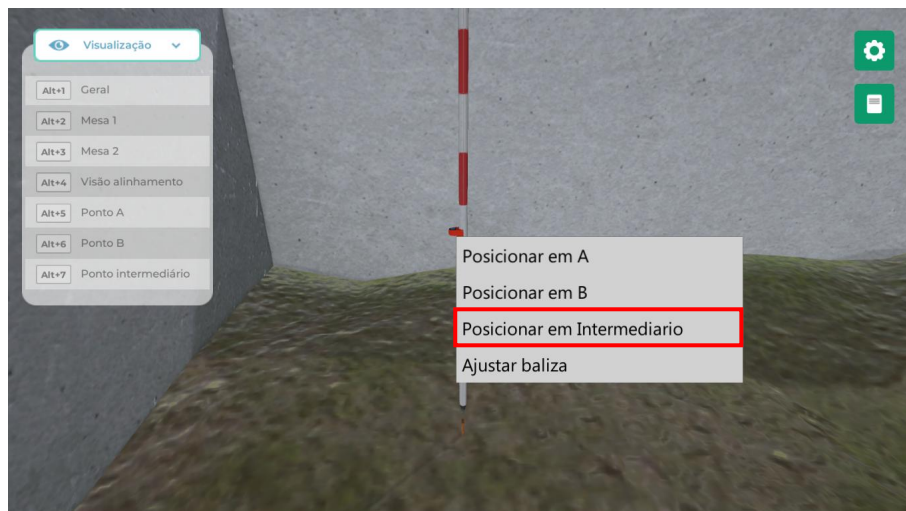 Visualização
Alt+1 Geral
Alt+2 Mesa 1
Alt+3 Mesa 2
Alt+4 Visão alinhamento
Alt+5 Ponto A
Alt+6 Ponto B
Alt+7 Ponto intermediário
Posicionar em A
Posicionar em B
Posicionar em Intermediario
Ajustar baliza